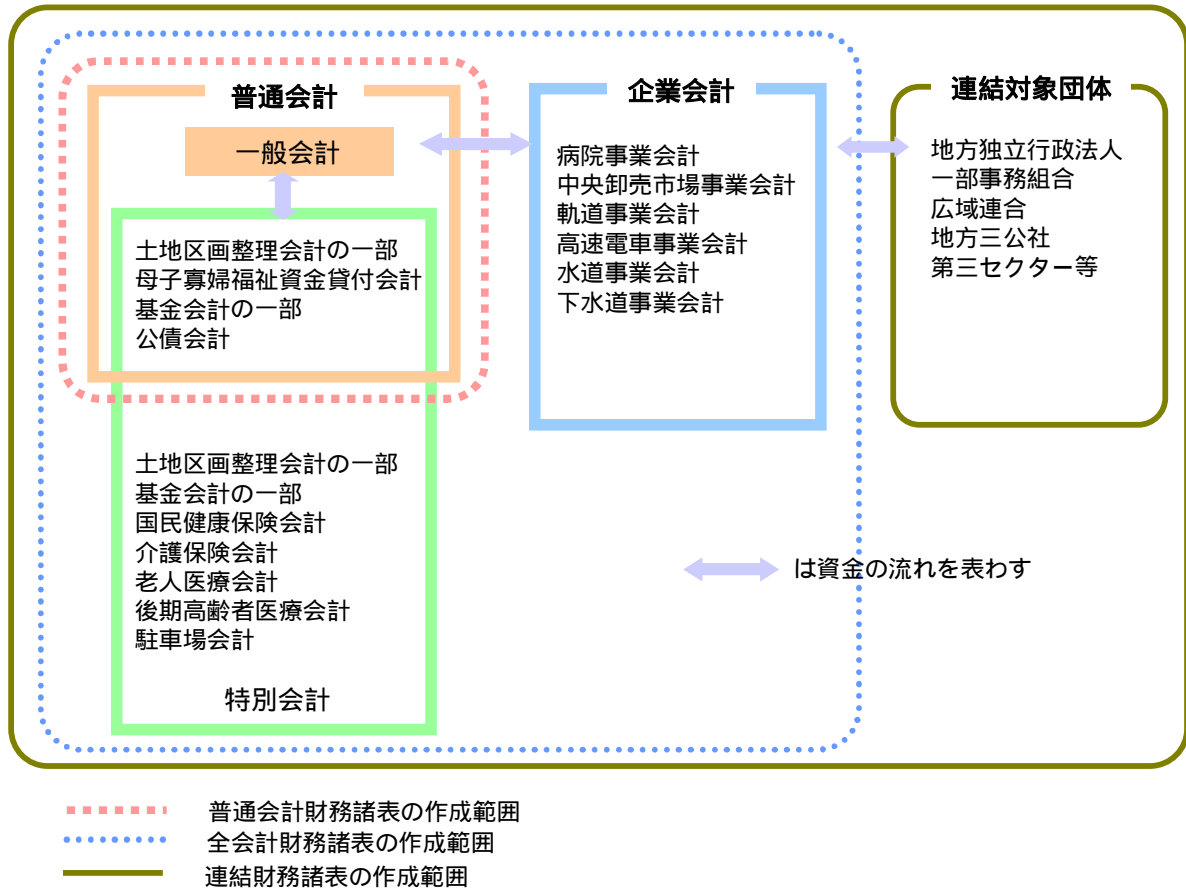 普通会計
一般会計
土地区画整理会計の一部
母子寡婦福祉資金貸付会計
基金会計の一部
公債会計
土地区画整理会計の一部
基金会計の一部
国民健康保険会計
介護保険会計
老人医療会計
後期高齢者医療会計
駐車場会計
特別会計
企業会計
病院事業会計
中央卸売市場事業会計
軌道事業会計
高速電車事業会計
水道事業会計
下水道事業会計
連結対象団体
地方独立行政法人
一部事務組合
広域連合
地方三公社
第三セクター等
は資金の流れを表わす
普通会計財務諸表の作成範囲
全会計財務諸表の作成範囲
連結財務諸表の作成範囲